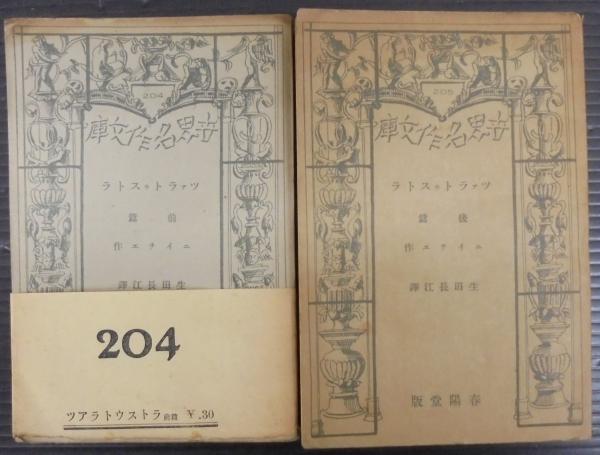 204
世界名作文庫
ツァラトゥストラ
前篇
ニイチエ作
生田長江譯
204
ツアラトウストラ 前篇 ¥.30
205
世界名作文庫
ツァラトゥストラ
後篇
ニイチエ作
生田長江譯
春陽堂版